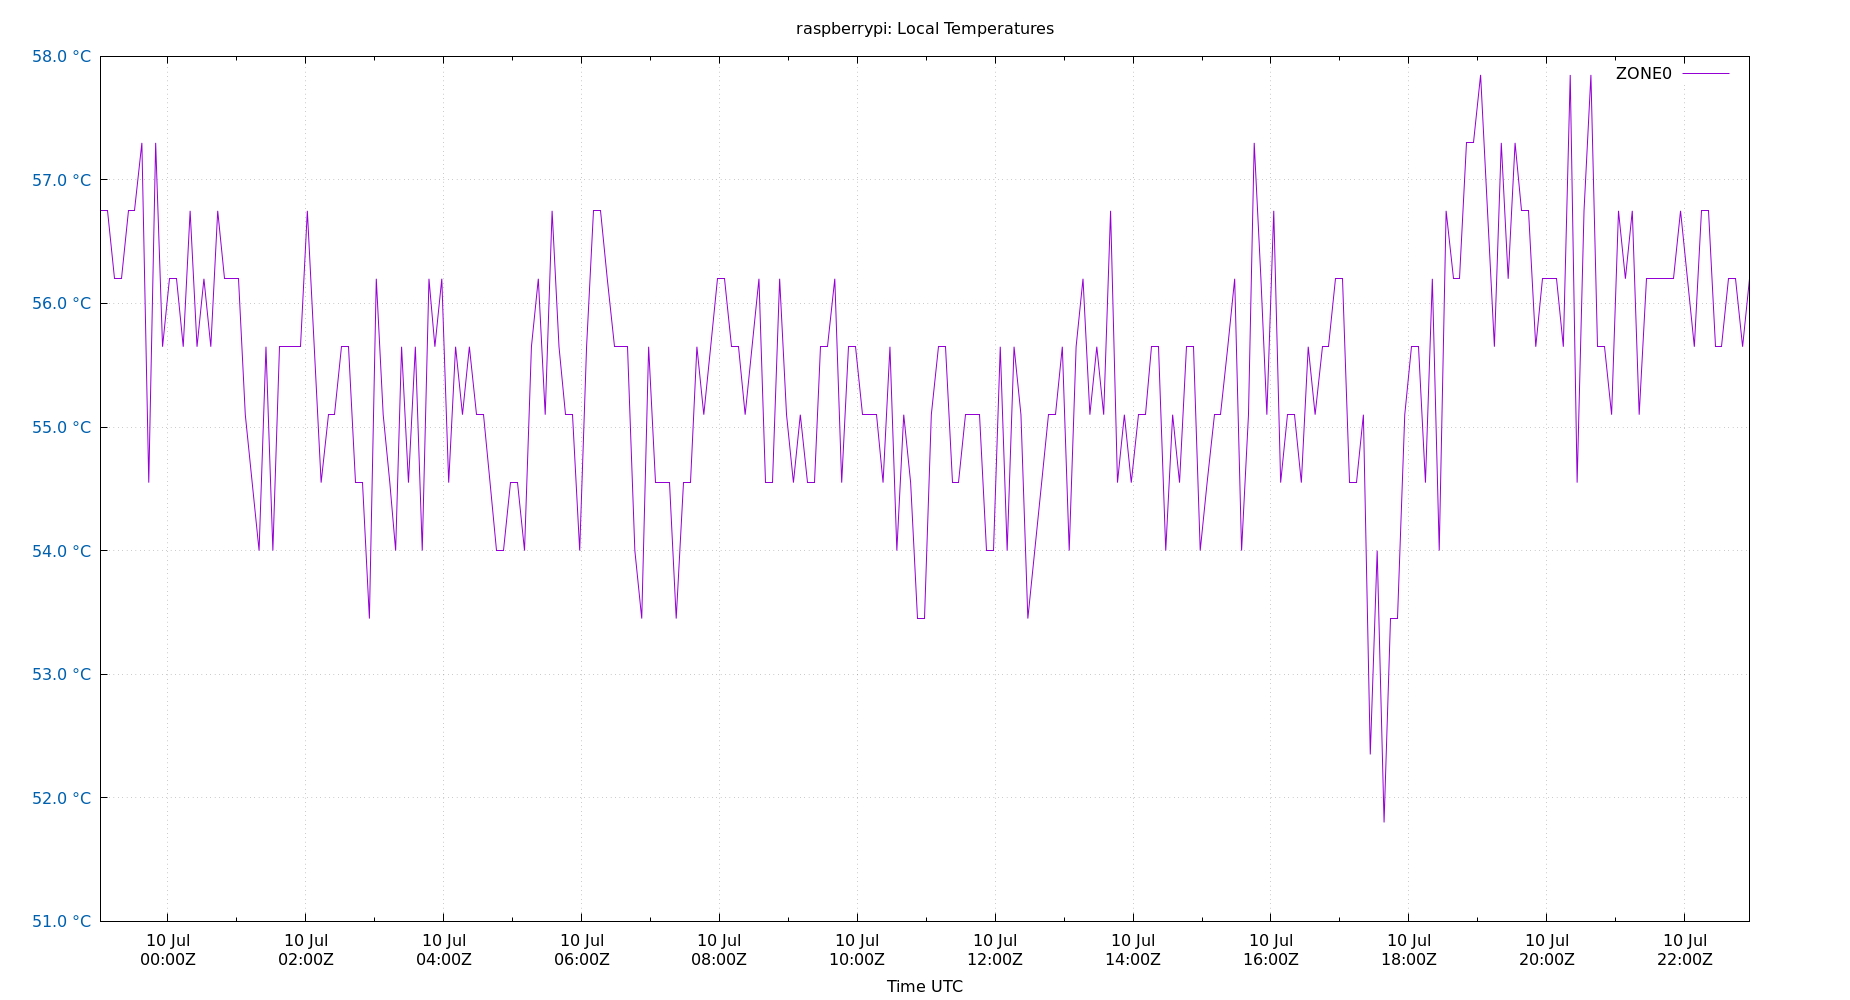 raspberrypi: Local Temperatures
58.0 °C
ZONE0
57.0 °C
56.0 °C
55.0 °C
54.0 °C
53.0 °C
52.0 °C
51.0 °C
10 Jul 10 Jul 10 Jul 10 Jul 10 Jul 10 Jul 10 Jul 10 Jul 10 Jul 10 Jul 10 Jul 10 Jul
00:00Z 02:00Z 04:00Z 06:00Z 08:00Z 10:00Z 12:00Z 14:00Z 16:00Z 18:00Z 20:00Z 22:00Z
Time UTC